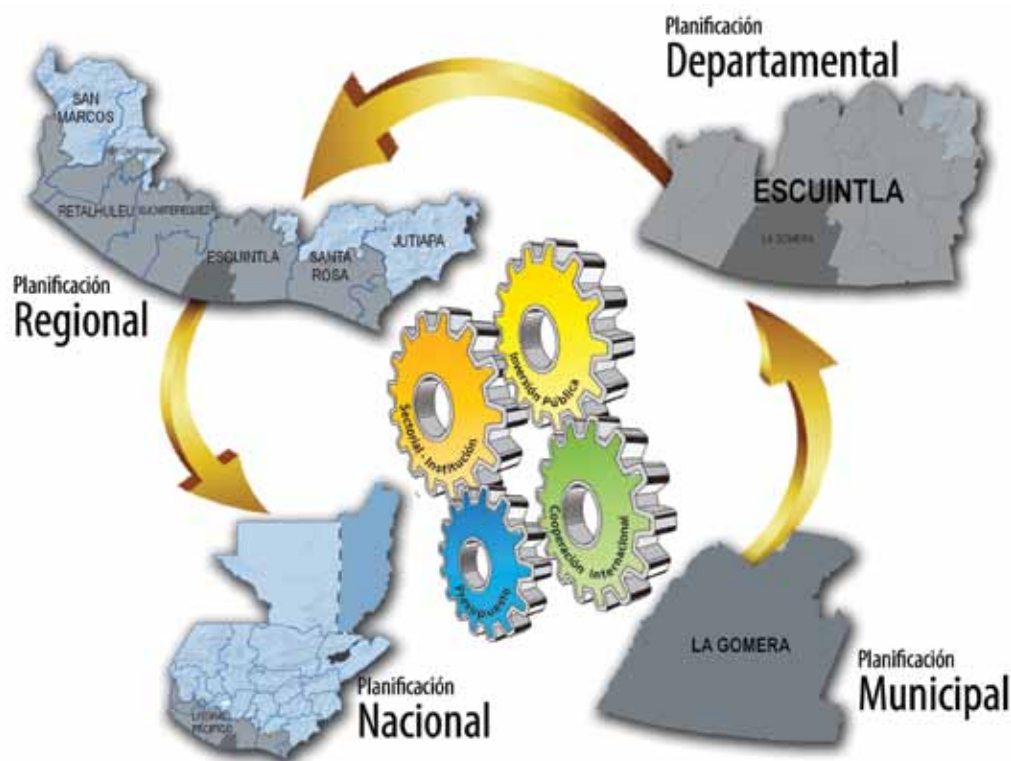 Planificación
Departamental
ESCUINTLA
LA GOMERA
SAN
MARCOS
RETALHULEU
SUCHITEPEQUEZ
ESCUINTLA
SANTA
ROSA
JUTIAPA
Planificación
Regional
Inversión Pública
Sectorial - Institución
Cooperación Internacional
Presupuesto
LITORAL
PACIFICO
Planificación
Nacional
LA GOMERA
Planificación
Municipal